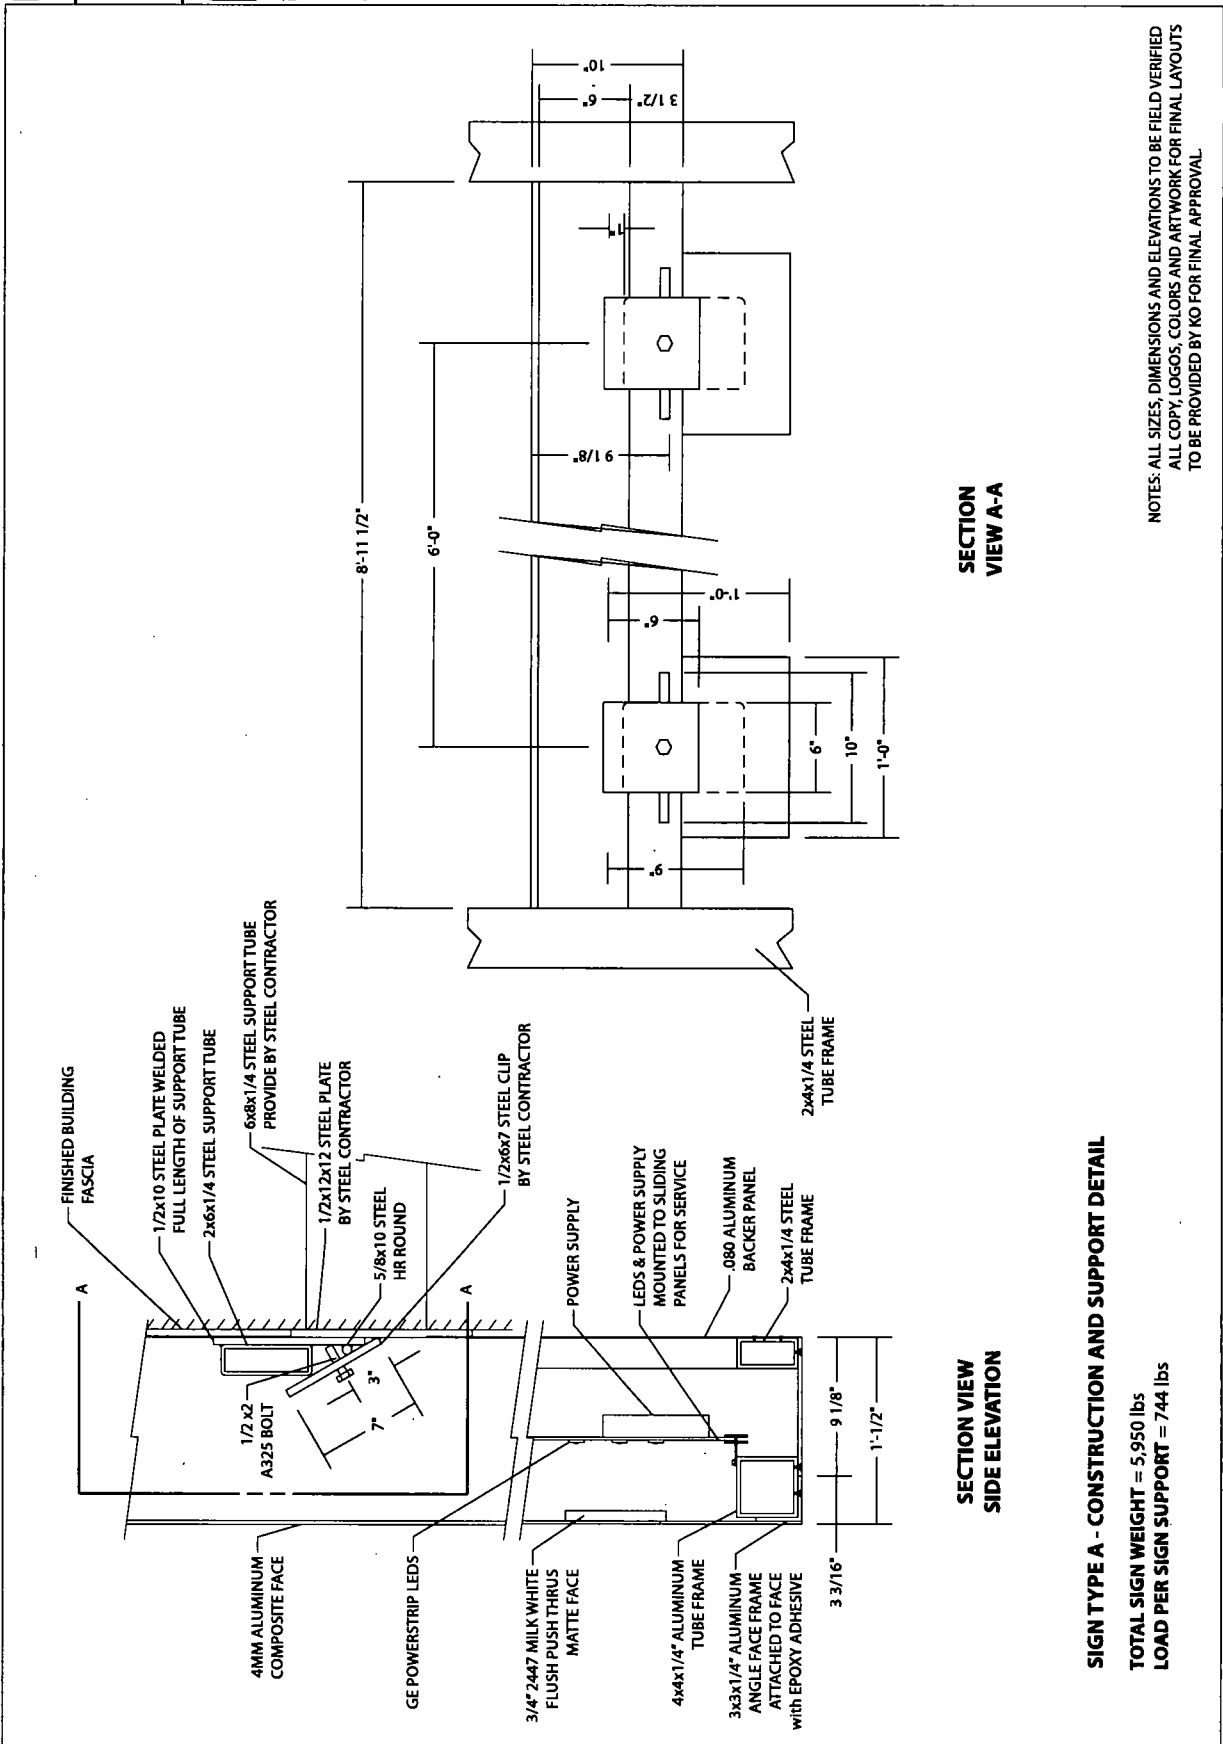 FINISHED BUILDING
FASCIA
1/2x10 STEEL PLATE WELDED
FULL LENGTH OF SUPPORT TUBE
2x6x1/4 STEEL SUPPORT TUBE
6x8x1/4 STEEL SUPPORT TUBE
PROVIDE BY STEEL CONTRACTOR
1/2x12x12 STEEL PLATE
BY STEEL CONTRACTOR
5/8x10 STEEL
HR ROUND
1/2x6x7 STEEL CLIP
BY STEEL CONTRACTOR
A
A
1/2 x2
A325 BOLT
3"
7"
4MM ALUMINUM
COMPOSITE FACE
GE POWERSTRIP LEDS
3/4" 2447 MILK WHITE
FLUSH PUSH THRUS
MATTE FACE
4x4x1/4" ALUMINUM
TUBE FRAME
3x3x1/4" ALUMINUM
ANGLE FACE FRAME
ATTACHED TO FACE
with EPOXY ADHESIVE
POWER SUPPLY
LEDS & POWER SUPPLY
MOUNTED TO SLIDING
PANELS FOR SERVICE
.080 ALUMINUM
BACKER PANEL
2x4x1/4 STEEL
TUBE FRAME
3 3/16"
9 1/8"
1'-1/2"
SECTION VIEW
SIDE ELEVATION
8'-11 1/2"
6'-0"
10"
6"
3 1/2"
1"
9 1/8"
1'-0"
6"
9"
6"
10"
1'-0"
2x4x1/4 STEEL
TUBE FRAME
SECTION
VIEW A-A
SIGN TYPE A - CONSTRUCTION AND SUPPORT DETAIL
TOTAL SIGN WEIGHT = 5,950 lbs
LOAD PER SIGN SUPPORT = 744 lbs
NOTES: ALL SIZES, DIMENSIONS AND ELEVATIONS TO BE FIELD VERIFIED
ALL COPY, LOGOS, COLORS AND ARTWORK FOR FINAL LAYOUTS
TO BE PROVIDED BY KO FOR FINAL APPROVAL.